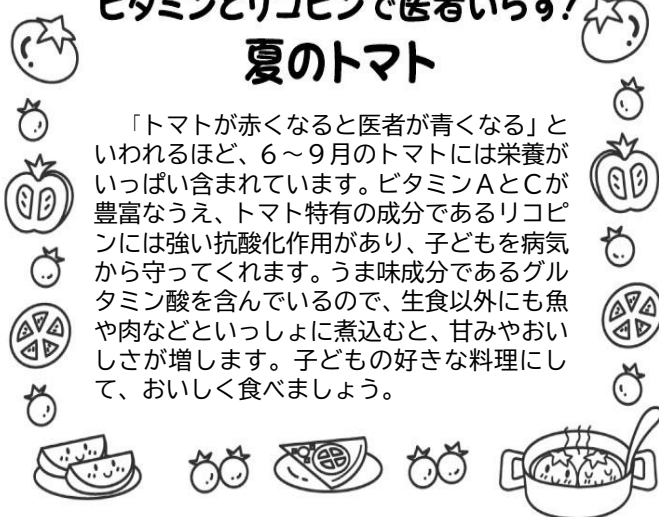 ビタミンとリコピンで医者いらず!
夏のトマト
「トマトが赤くなると医者が青くなる」と
いわれるほど、6～9月のトマトには栄養が
いっぱい含まれています。ビタミンAとCが
豊富なうえ、トマト特有の成分であるリコピ
ンには強い抗酸化作用があり、子どもを病気
から守ってくれます。うま味成分であるグル
タミン酸を含んでいるので、生食以外にも魚
や肉などといっしょに煮込むと、甘みやおい
しさが増します。子どもの好きな料理にし
て、おいしく食べましょう。